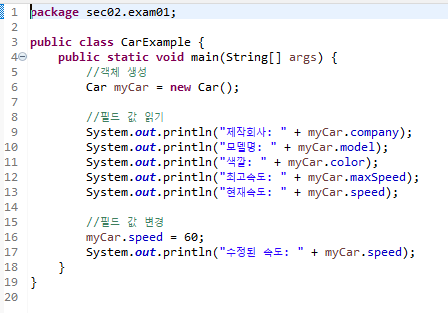 1 package sec02.exam01;
2
3 public class CarExample {
4 public static void main(String[] args) {
5 //객체 생성
6 Car myCar = new Car();
7
8 //필드 값 읽기
9 System.out.println("제작회사: " + myCar.company);
10 System.out.println("모델명: " + myCar.model);
11 System.out.println("색깔: " + myCar.color);
12 System.out.println("최고속도: " + myCar.maxSpeed);
13 System.out.println("현재속도: " + myCar.speed);
14
15 //필드 값 변경
16 myCar.speed = 60;
17 System.out.println("수정된 속도: " + myCar.speed);
18 }
19 }
20